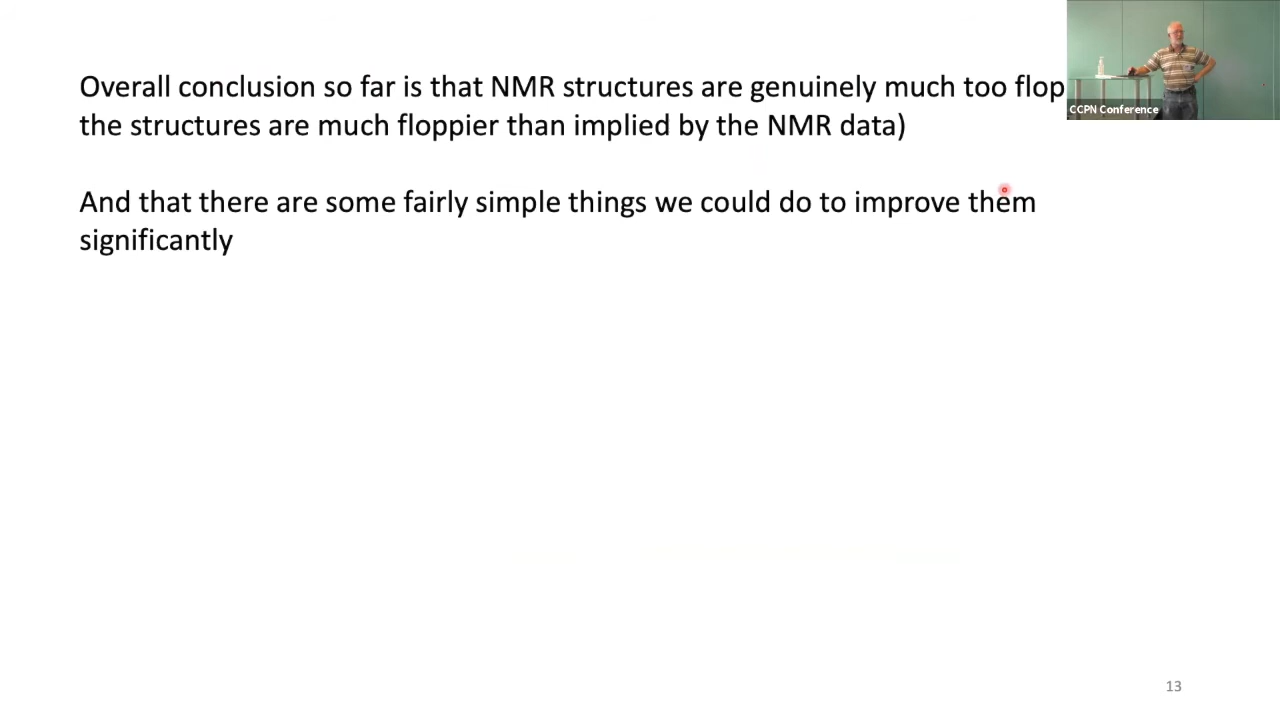 Overall conclusion so far is that NMR structures are genuinely much too
the structures are much floppier than implied by the NMR data)
And that there are some fairly simple things we could do to improve them
significantly
CCPN Conference
13